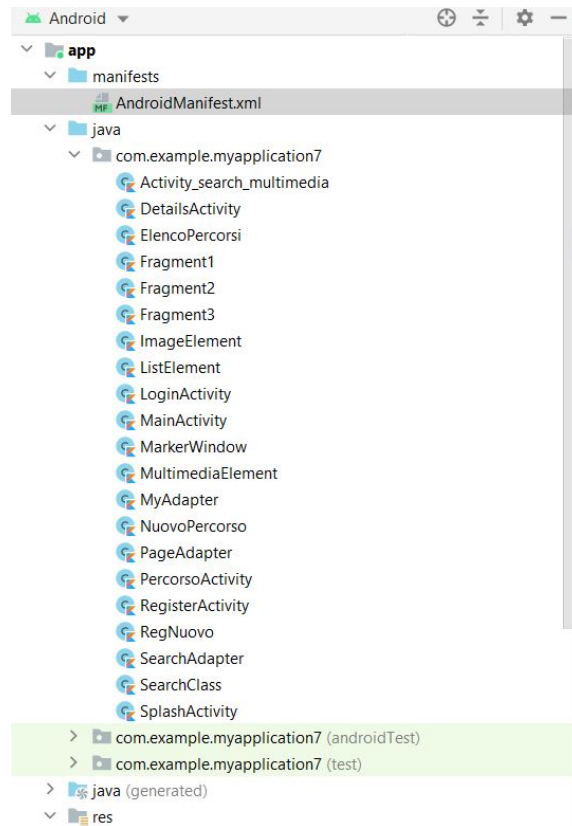 Android
app
manifests
MF AndroidManifest.xml
java
com.example.myapplication7
Activity_search_multimedia
DetailsActivity
ElencoPercorsi
Fragment1
Fragment2
Fragment3
ImageElement
ListElement
LoginActivity
MainActivity
MarkerWindow
MultimediaElement
MyAdapter
NuovoPercorso
PageAdapter
PercorsoActivity
RegisterActivity
RegNuovo
SearchAdapter
SearchClass
SplashActivity
com.example.myapplication7 (androidTest)
com.example.myapplication7 (test)
java (generated)
res